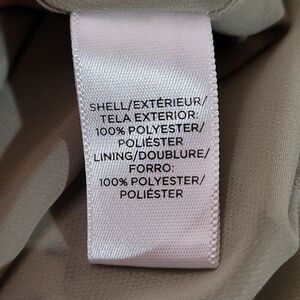 SHELL/EXTÉRIEUR/
TELA EXTERIOR:
100% POLYESTER/
POLIÉSTER
LINING/DOUBLURE/
FORRO:
100% POLYESTER/
POLIÉSTER